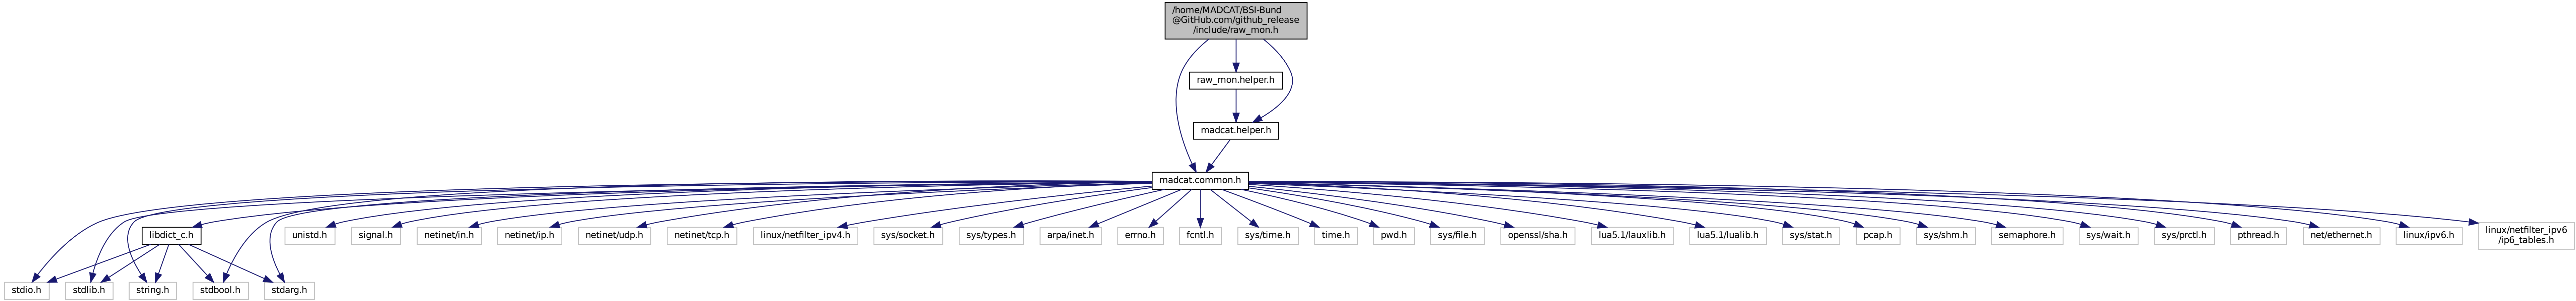 /home/MADCAT/BSI-Bund
@GitHub.com/github_release
/include/raw_mon.h
raw_mon.helper.h
madcat.helper.h
madcat.common.h
libdict_c.h
unistd.h
signal.h
netinet/in.h
netinet/ip.h
netinet/udp.h
netinet/tcp.h
linux/netfilter_ipv4.h
sys/socket.h
sys/types.h
arpa/inet.h
errno.h
fcntl.h
sys/time.h
time.h
pwd.h
sys/file.h
openssl/sha.h
lua5.1/lauxlib.h
lua5.1/lualib.h
sys/stat.h
pcap.h
sys/shm.h
semaphore.h
sys/wait.h
sys/prctl.h
pthread.h
net/ethernet.h
linux/ipv6.h
linux/netfilter_ipv6
/ip6_tables.h
stdio.h
stdlib.h
string.h
stdbool.h
stdarg.h